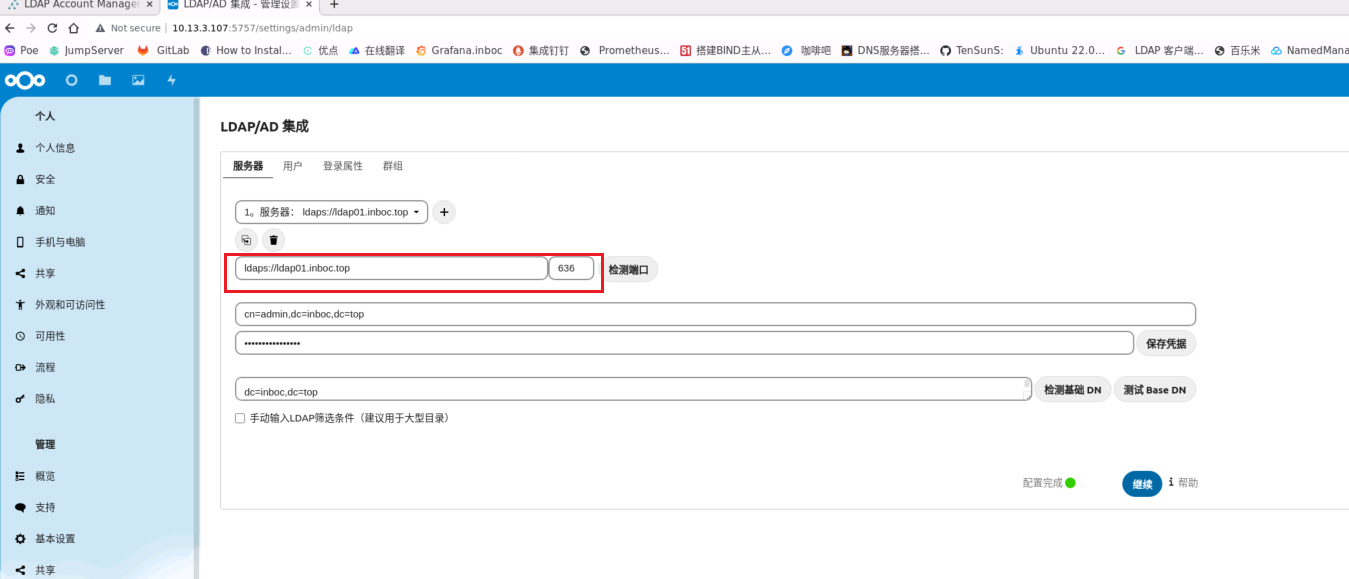 LDAP Account Manager × LDAP/AD 集成 - 管理设置 × +
Not secure | 10.13.3.107:5757/settings/admin/ldap
Poe JumpServer GitLab How to Instal... 优点 在线翻译 Grafana.inboc 集成钉钉 Prometheus... 搭建BIND主从... 咖啡吧 DNS服务器搭... TenSunS: Ubuntu 22.0... LDAP 客户端... 百乐米 NamedMana
个人
个人信息
安全
通知
手机与电脑
共享
外观和可访问性
可用性
流程
隐私
管理
概览
支持
基本设置
共享
LDAP/AD 集成
服务器 用户 登录属性 群组
1。服务器： ldaps://ldap01.inboc.top +
ldaps://ldap01.inboc.top 636 检测端口
cn=admin,dc=inboc,dc=top
•••••••••••••••• 保存凭据
dc=inboc,dc=top 检测基础 DN 测试 Base DN
手动输入LDAP筛选条件（建议用于大型目录）
配置完成 继续 i 帮助